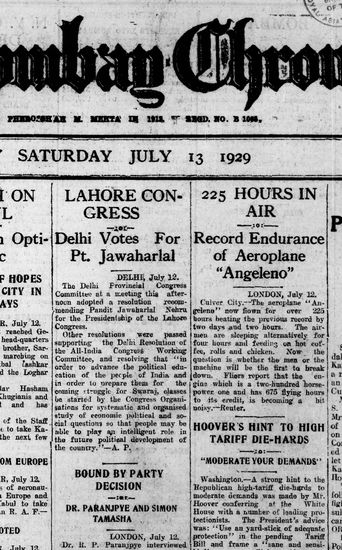 ombay Chron
PHEROZSHAH M. MEHTA IN 1913.
REGD. NO. B 1065.
SATURDAY JULY 13 1929
ON
Opti-
c
F HOPES
CITY IN
AYS
R, July 12.
reached Ge-
head-quarters
brother, Sar-
marching on
bal lashkar
the Loghar
ar Hasham
Khugianis and
and has
of the Staff
to take Ka-
the next few
OM EUROPE
of aeronau-
Europe and
Kabul to take
R. A. F.—
OTED
LAHORE CON-
GRESS
Delhi Votes For
Pt. Jawaharlal
DELHI, July 12.
The Delhi Provincial Congress
Committee at a meeting this after-
noon adopted a resolution recom-
mending Pandit Jawaharlal Nehru
for the Presidentship of the Lahore
Congress.
Other resolutions were passed
supporting the Delhi Resolution of
the All-India Congress Working
Committee, and resolving that "in
order to advance the political edu-
cation of the people of India and
in order to prepare them for the
coming struggle for Swaraj, classes
be started by the Congress Organi-
sations for systematic and organised
study of economic political and so-
cial questions so that people may be
able to play an intelligent role in
the future political development of
the country."—A. P.
BOUND BY PARTY
DECISION
DR. PARANJPYE AND SIMON
TAMASHA
LONDON, July 12.
Dr. R. P. Paranjpye interviewed
225 HOURS IN
AIR
Record Endurance
of Aeroplane
"Angeleno"
LONDON, July 12.
Culver City.—The aeroplane "An-
geleno" now flown for over 225
hours beating the previous record by
two days and two hours. The air-
men are sleeping alternatively for
four hours and feeding on hot cof-
fee, rolls and chicken. Now the
question is whether the men or the
machine will be the first to break
down. Fliers report that the en-
gine which is a two-hundred horse-
power one and has 675 flying hours
to its credit, is becoming a bit
noisy.—Reuter.
HOOVER'S HINT TO HIGH
TARIFF DIE-HARDS
"MODERATE YOUR DEMANDS"
Washington.—A strong hint to the
Republican high-tariff die-hards to
moderate demands was made by Mr.
Hoover conferring at the White
House with a number of leading pro-
tectionists. The President's advice
was: "Use an yard-stick of adequate
protection" in the pending Tariff
Bill and frame a "sane and sensi-